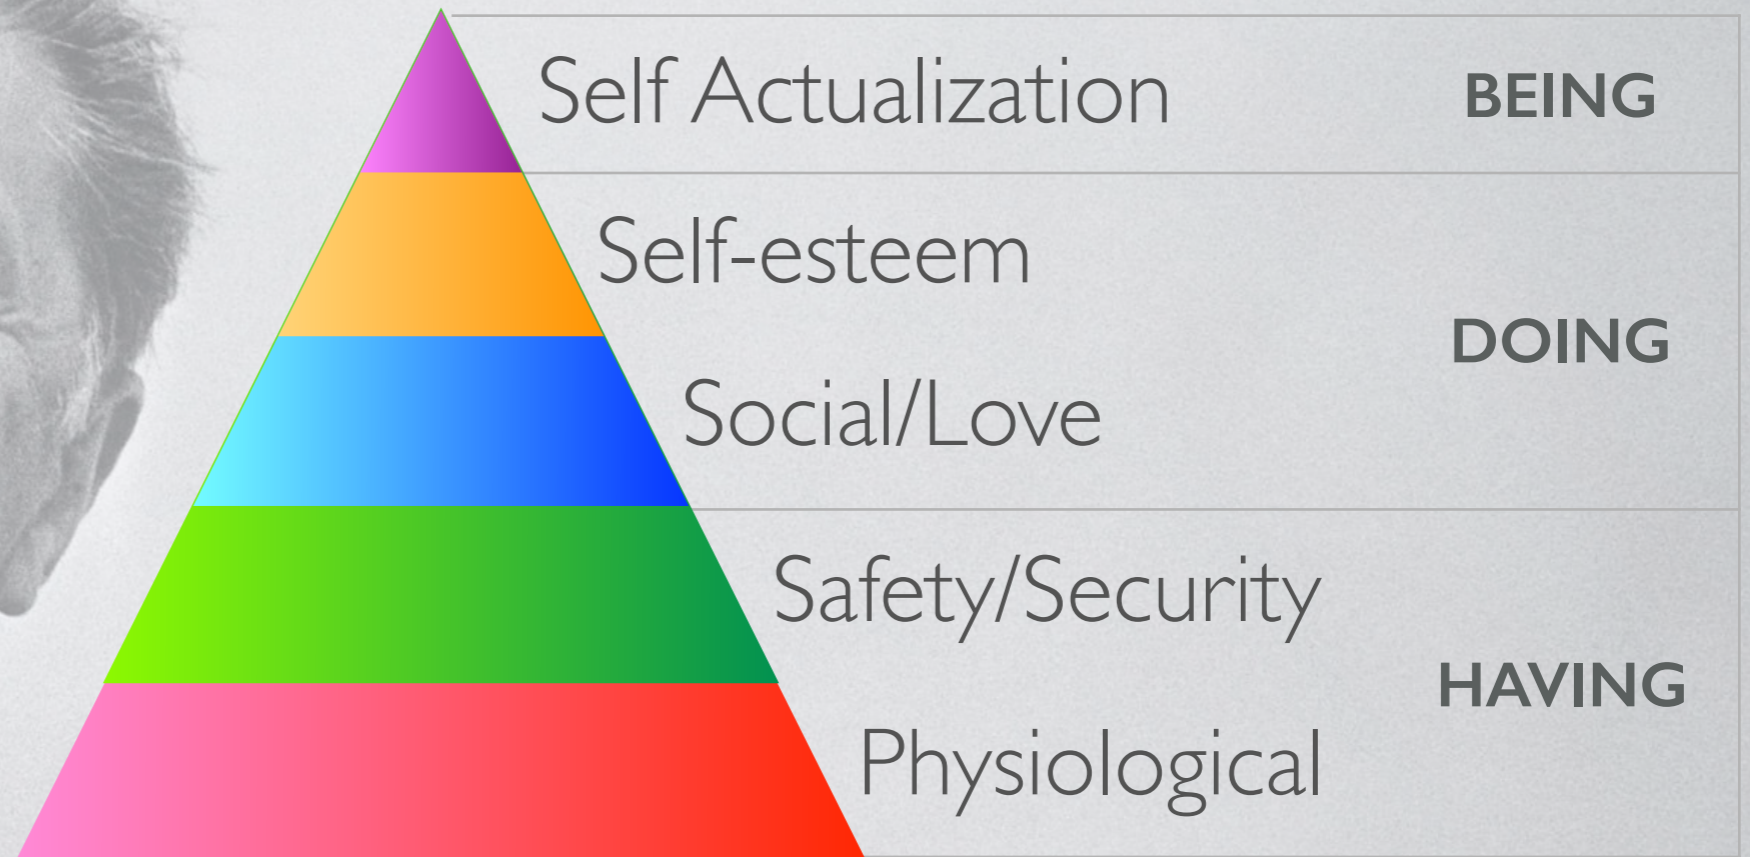 Self Actualization
BEING
Self-esteem
DOING
Social/Love
Safety/Security
HAVING
Physiological